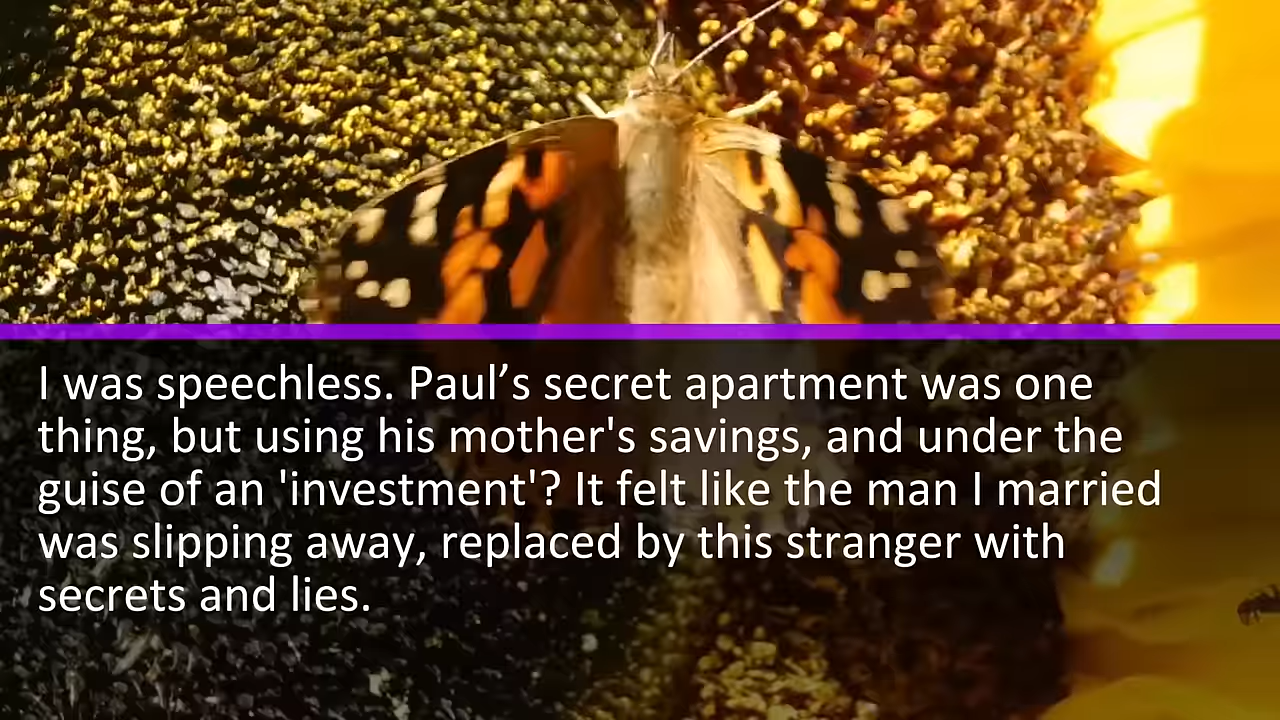 I was speechless. Paul’s secret apartment was one
thing, but using his mother's savings, and under the
guise of an 'investment'? It felt like the man I married
was slipping away, replaced by this stranger with
secrets and lies.